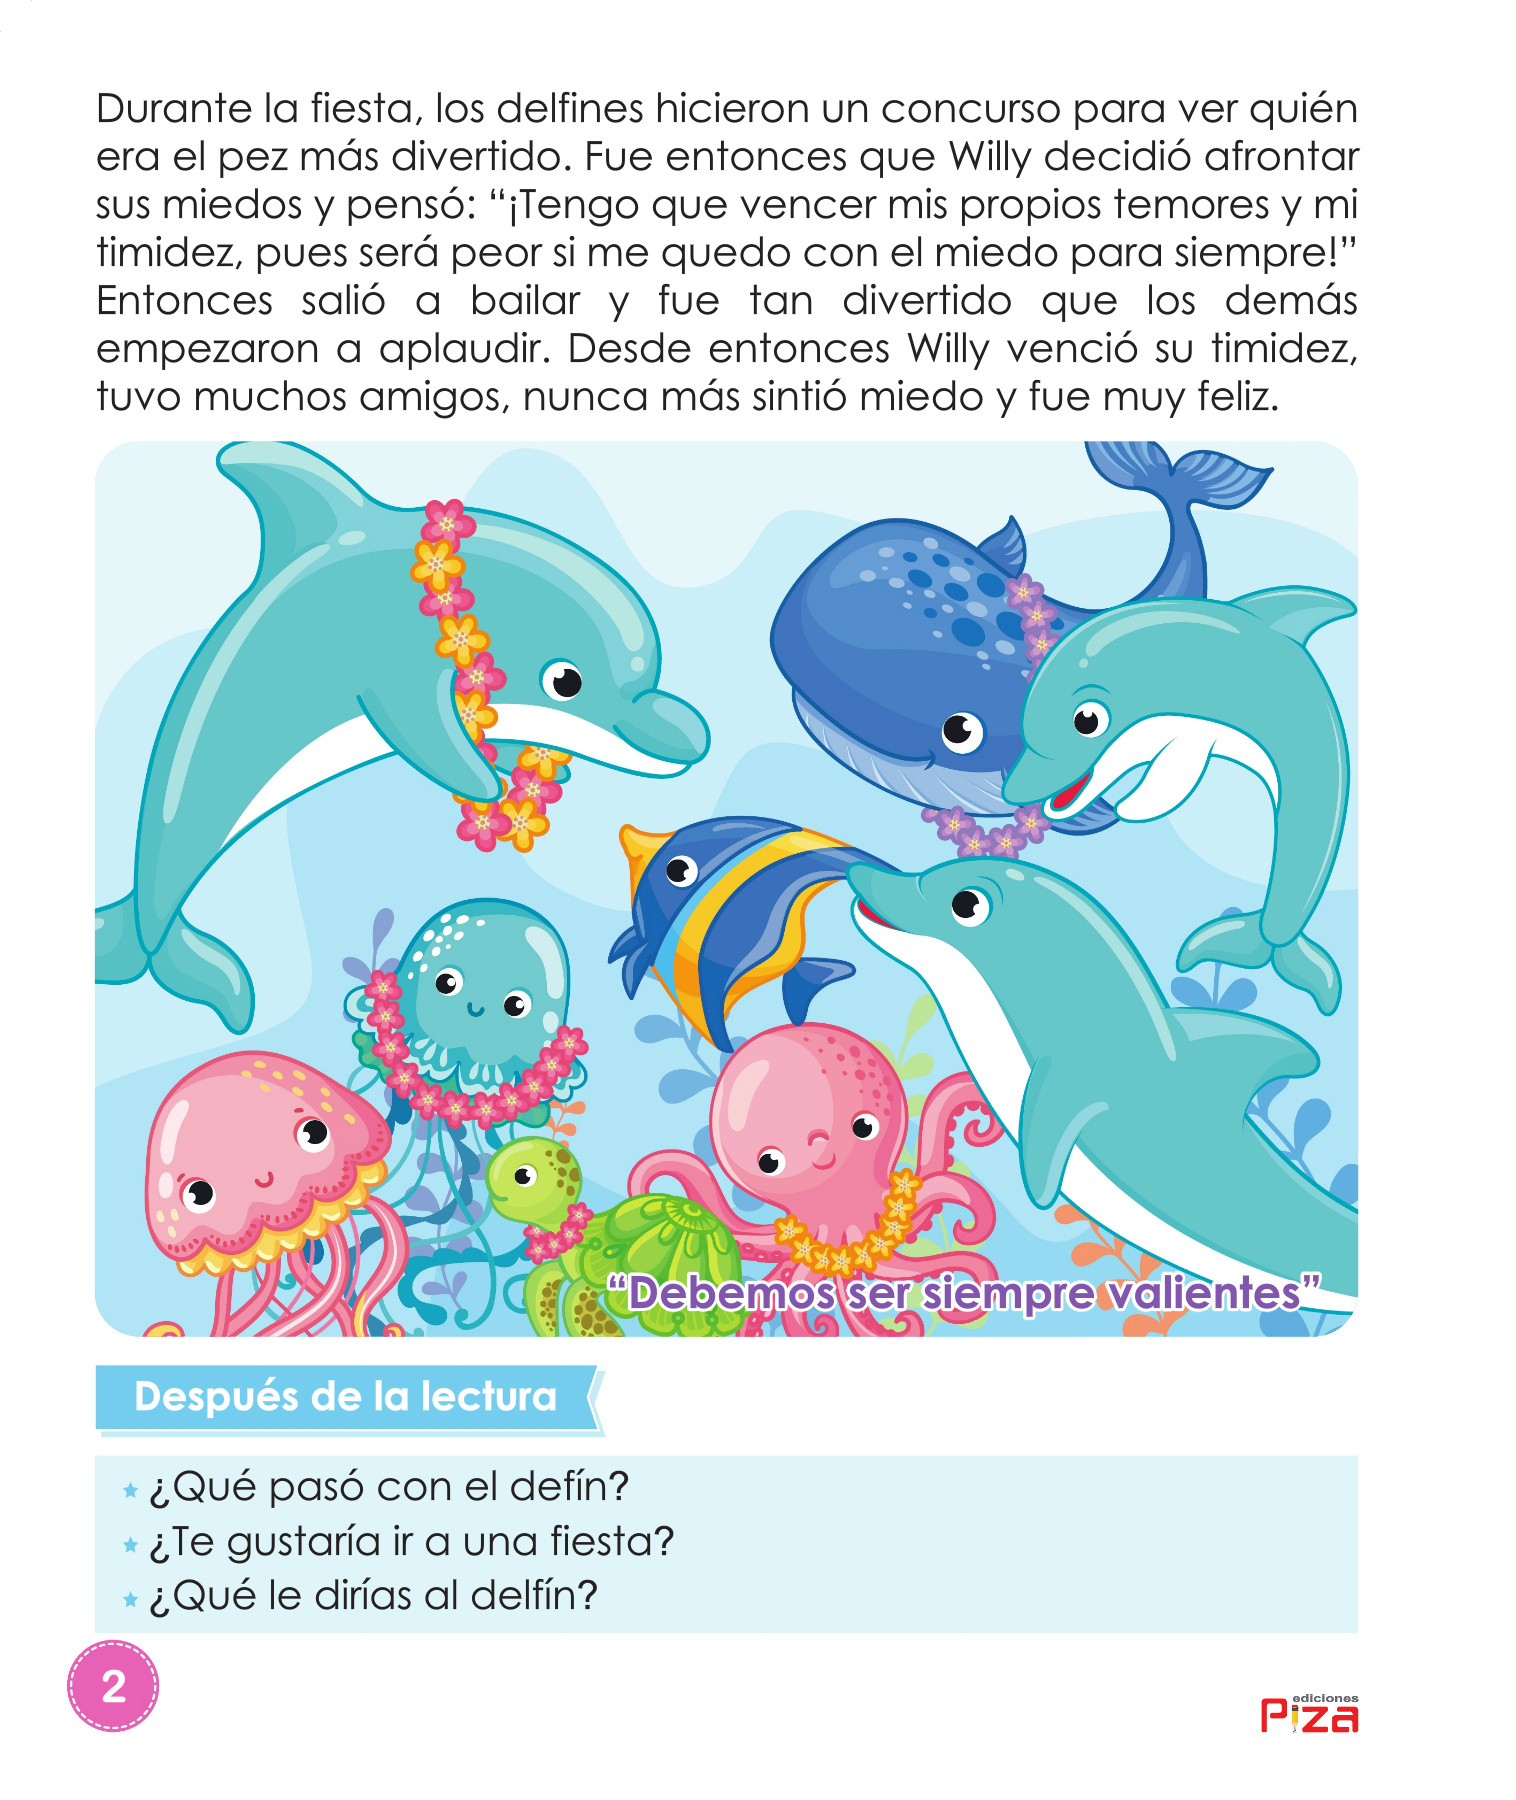 Durante la fiesta, los delfines hicieron un concurso para ver quién
era el pez más divertido. Fue entonces que Willy decidió afrontar
sus miedos y pensó: “¡Tengo que vencer mis propios temores y mi
timidez, pues será peor si me quedo con el miedo para siempre!”
Entonces salió a bailar y fue tan divertido que los demás
empezaron a aplaudir. Desde entonces Willy venció su timidez,
tuvo muchos amigos, nunca más sintió miedo y fue muy feliz.
“Debemos ser siempre valientes”
Después de la lectura
¿Qué pasó con el defín?
¿Te gustaría ir a una fiesta?
¿Qué le dirías al delfín?
2
ediciones
Piza